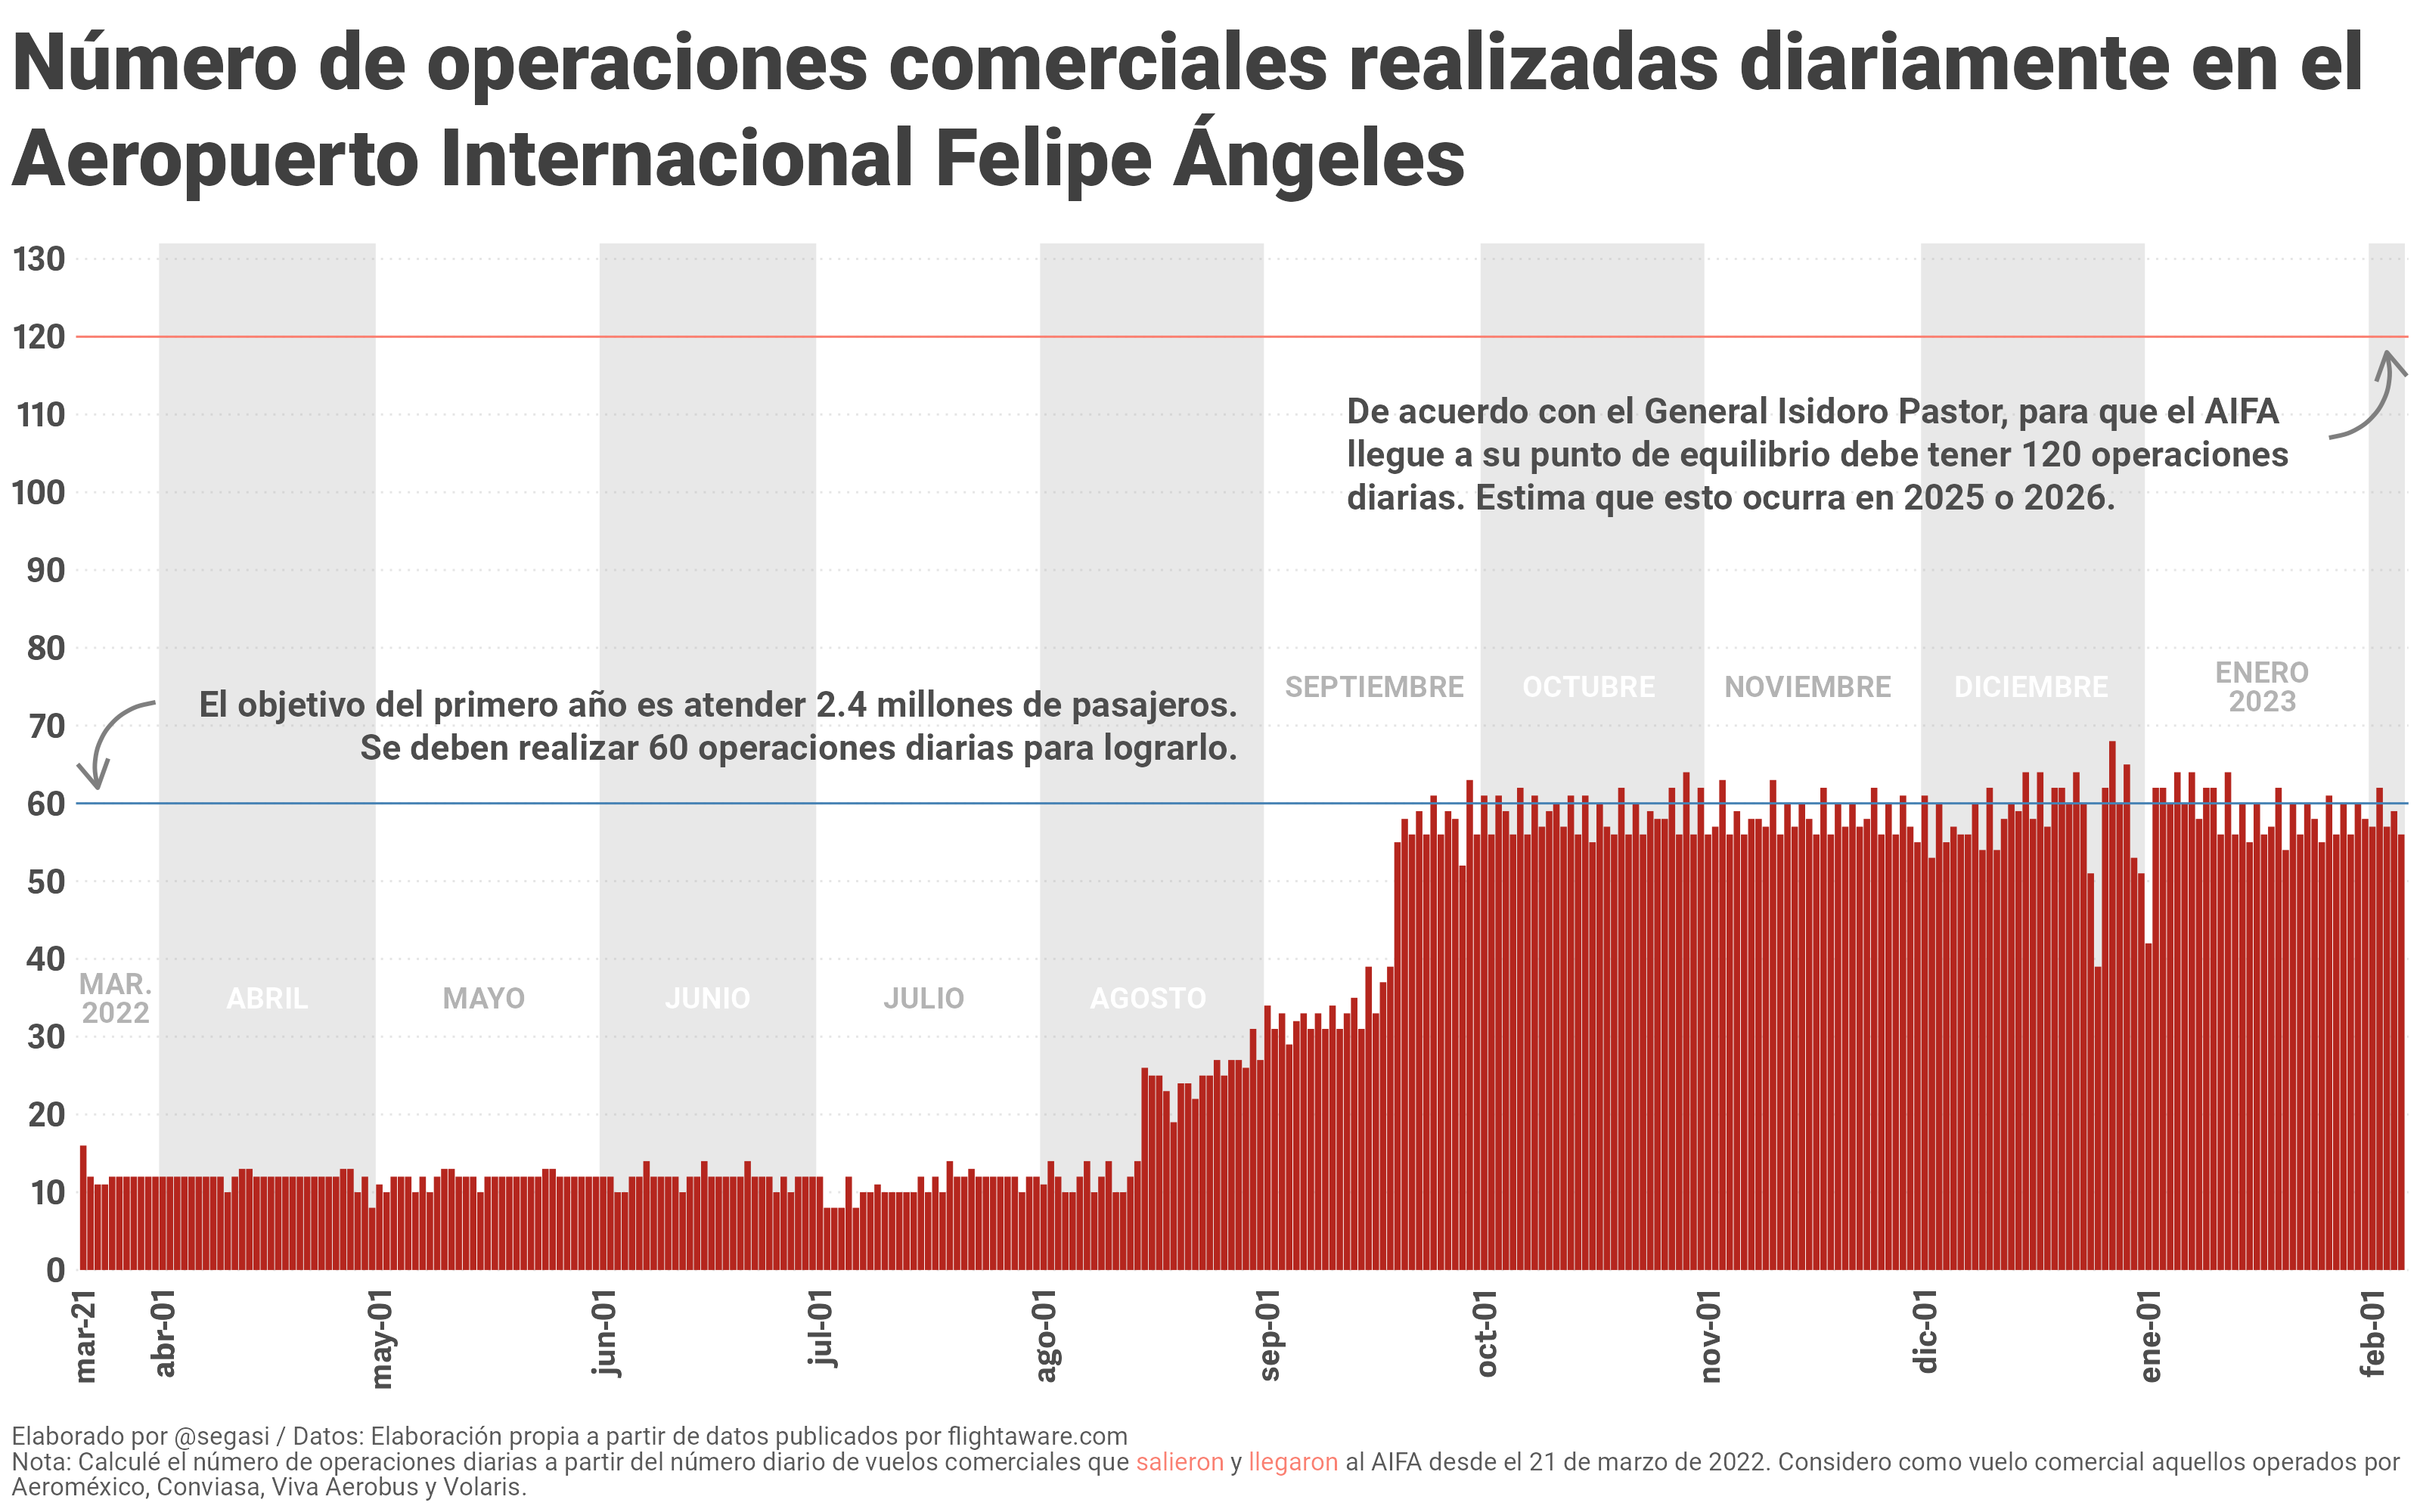 Número de operaciones comerciales realizadas diariamente en el
Aeropuerto Internacional Felipe Ángeles
130
120
110
100
90
80
70
60
50
40
30
20
10
0
De acuerdo con el General Isidoro Pastor, para que el AIFA
llegue a su punto de equilibrio debe tener 120 operaciones
diarias. Estima que esto ocurra en 2025 o 2026.
El objetivo del primero año es atender 2.4 millones de pasajeros.
Se deben realizar 60 operaciones diarias para lograrlo.
MAR.
2022
ABRIL
MAYO
JUNIO
JULIO
AGOSTO
SEPTIEMBRE
OCTUBRE
NOVIEMBRE
DICIEMBRE
ENERO
2023
mar-21
abr-01
may-01
jun-01
jul-01
ago-01
sep-01
oct-01
nov-01
dic-01
ene-01
feb-01
Elaborado por @segasi / Datos: Elaboración propia a partir de datos publicados por flightaware.com
Nota: Calculé el número de operaciones diarias a partir del número diario de vuelos comerciales que salieron y llegaron al AIFA desde el 21 de marzo de 2022. Considero como vuelo comercial aquellos operados por
Aeroméxico, Conviasa, Viva Aerobus y Volaris.